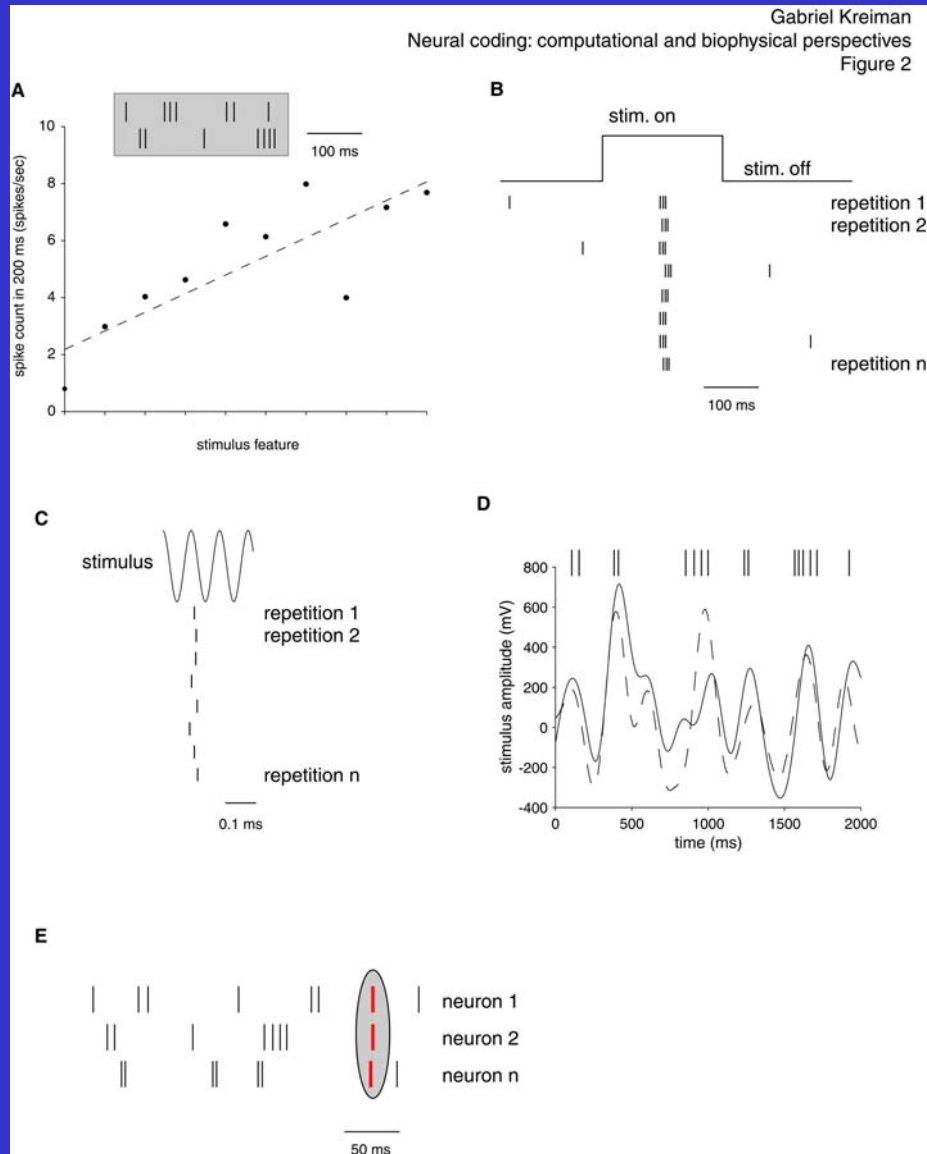 Gabriel Kreiman
Neural coding: computational and biophysical perspectives
Figure 2
A
100 ms
10
8
6
4
2
0
spike count in 200 ms (spikes/sec)
stimulus feature
B
stim. on
stim. off
repetition 1
repetition 2
repetition n
100 ms
C
stimulus
repetition 1
repetition 2
repetition n
0.1 ms
D
800
600
400
200
0
-200
-400
stimulus amplitude (mV)
0 500 1000 1500 2000
time (ms)
E
neuron 1
neuron 2
neuron n
50 ms